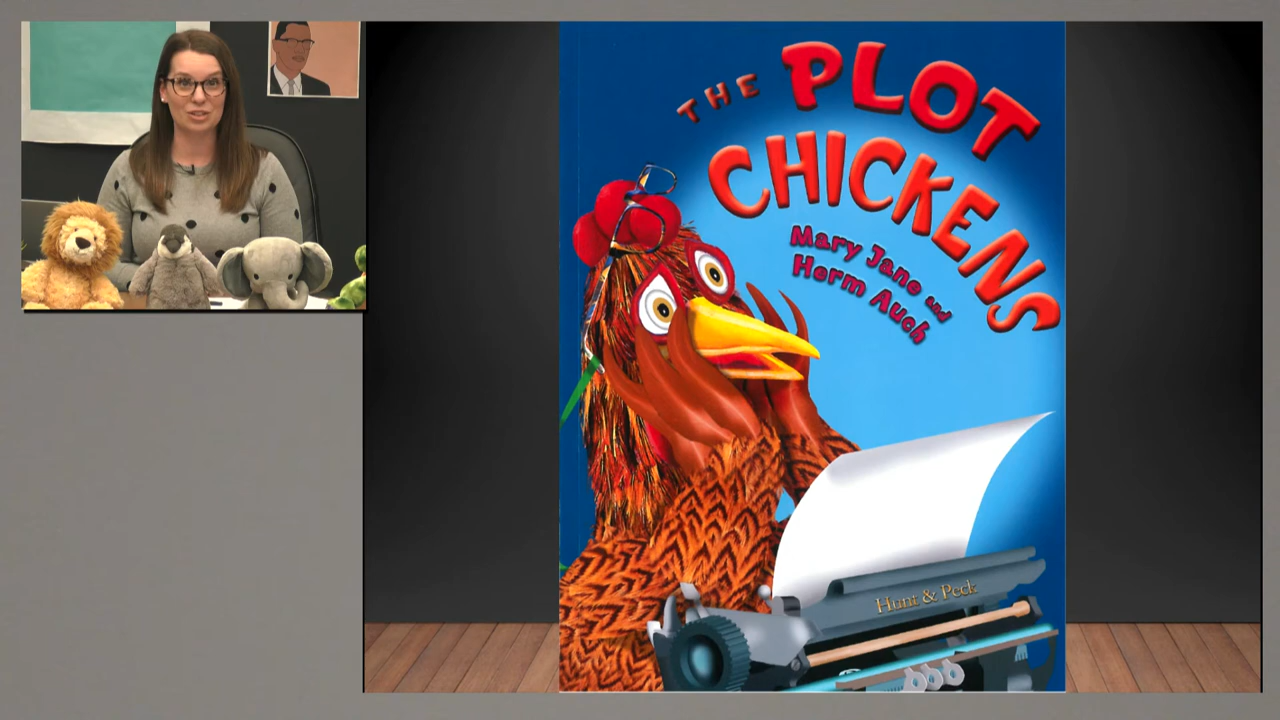 THE PLOT
CHICKENS
Mary Jane and
Herm Auch
Hunt & Peck